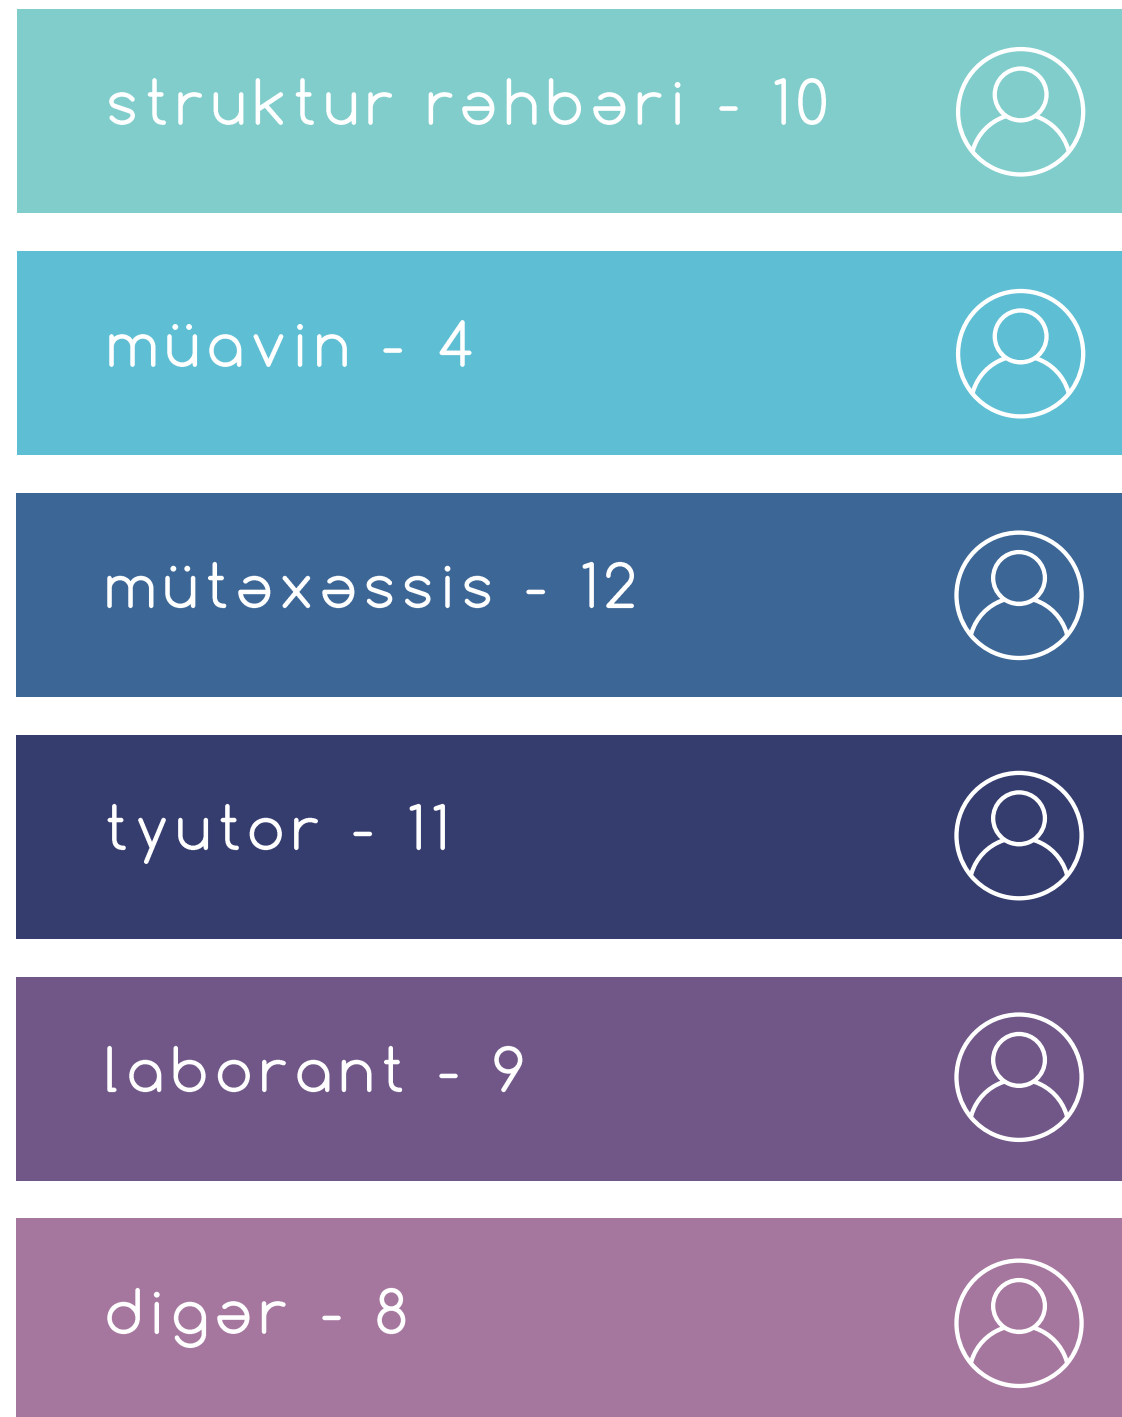 struktur rəhbəri - 10
müavin - 4
mütəxəssis - 12
tyutor - 11
laborant - 9
digər - 8